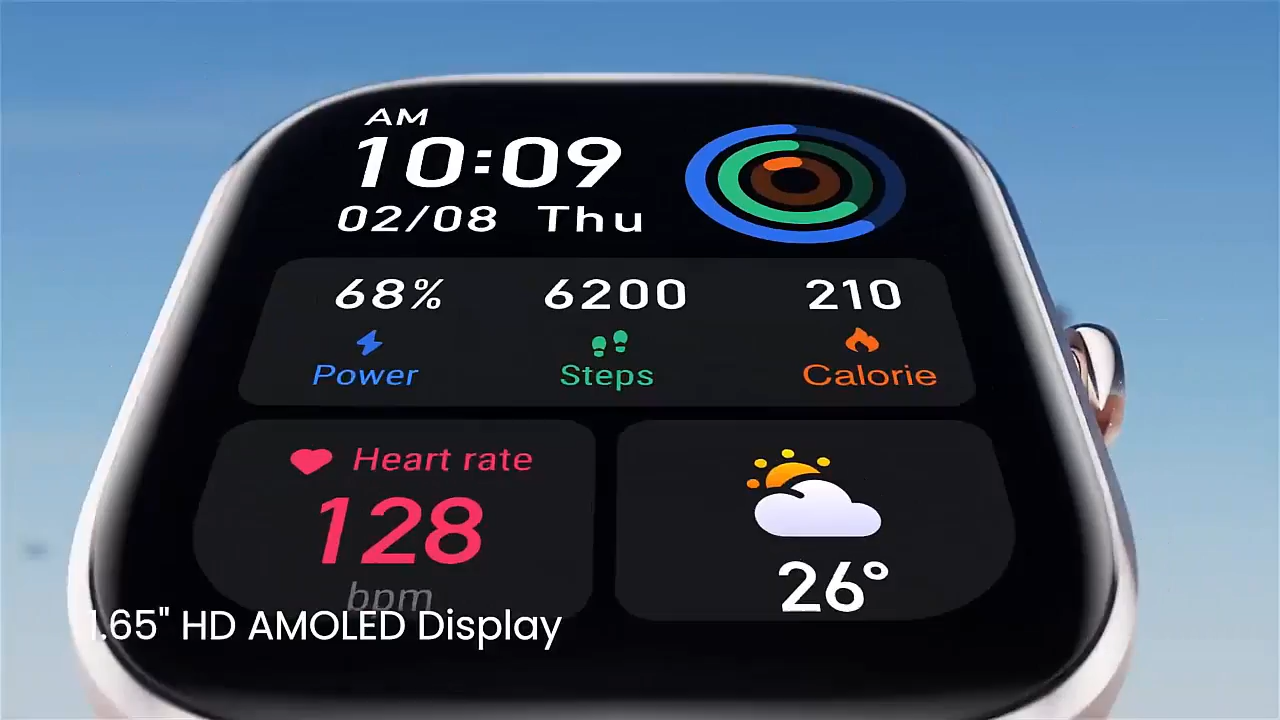 AM
10:09
02/08 Thu
68% 6200 210
Power Steps Calorie
Heart rate
128
bpm
26°
1.65" HD AMOLED Display